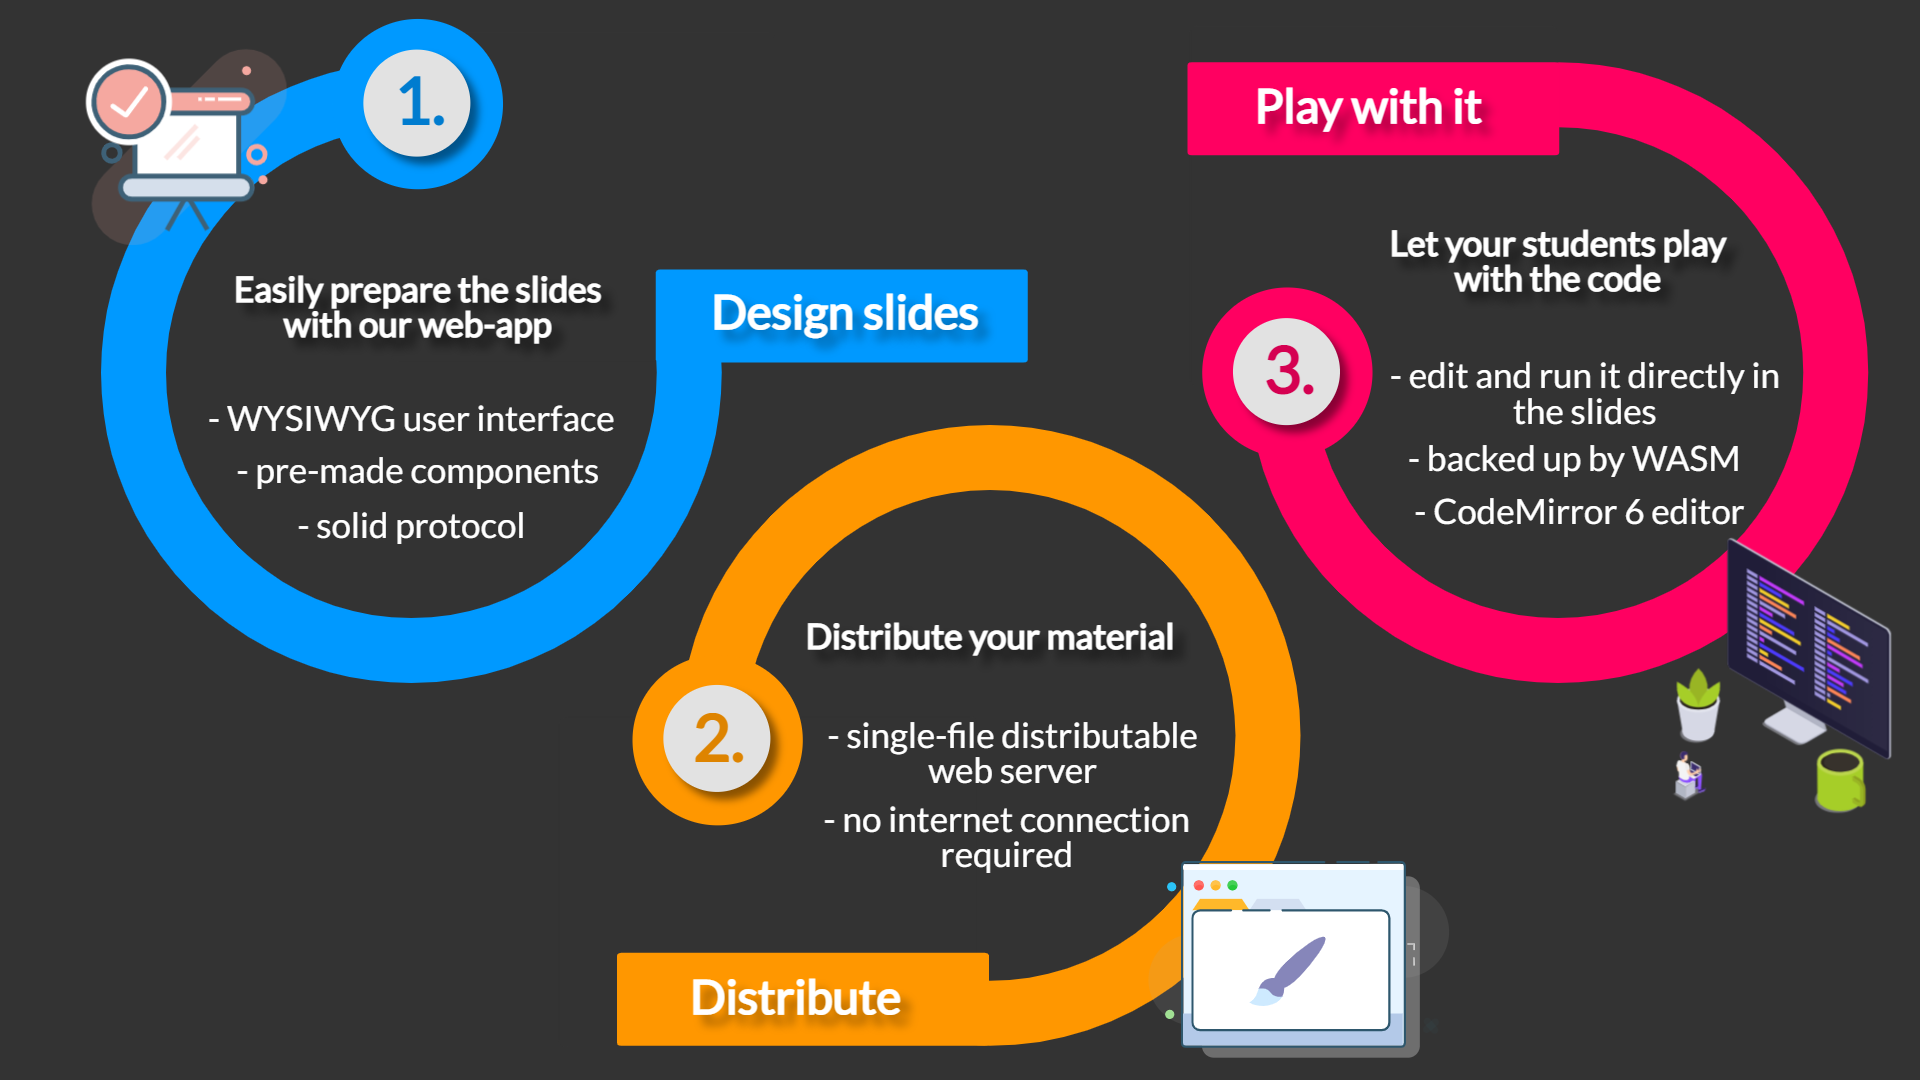 1.
Easily prepare the slides
with our web-app
- WYSIWYG user interface
- pre-made components
- solid protocol
Design slides
2.
Distribute your material
- single-file distributable
web server
- no internet connection
required
Distribute
Play with it
3.
Let your students play
with the code
- edit and run it directly in
the slides
- backed up by WASM
- CodeMirror 6 editor